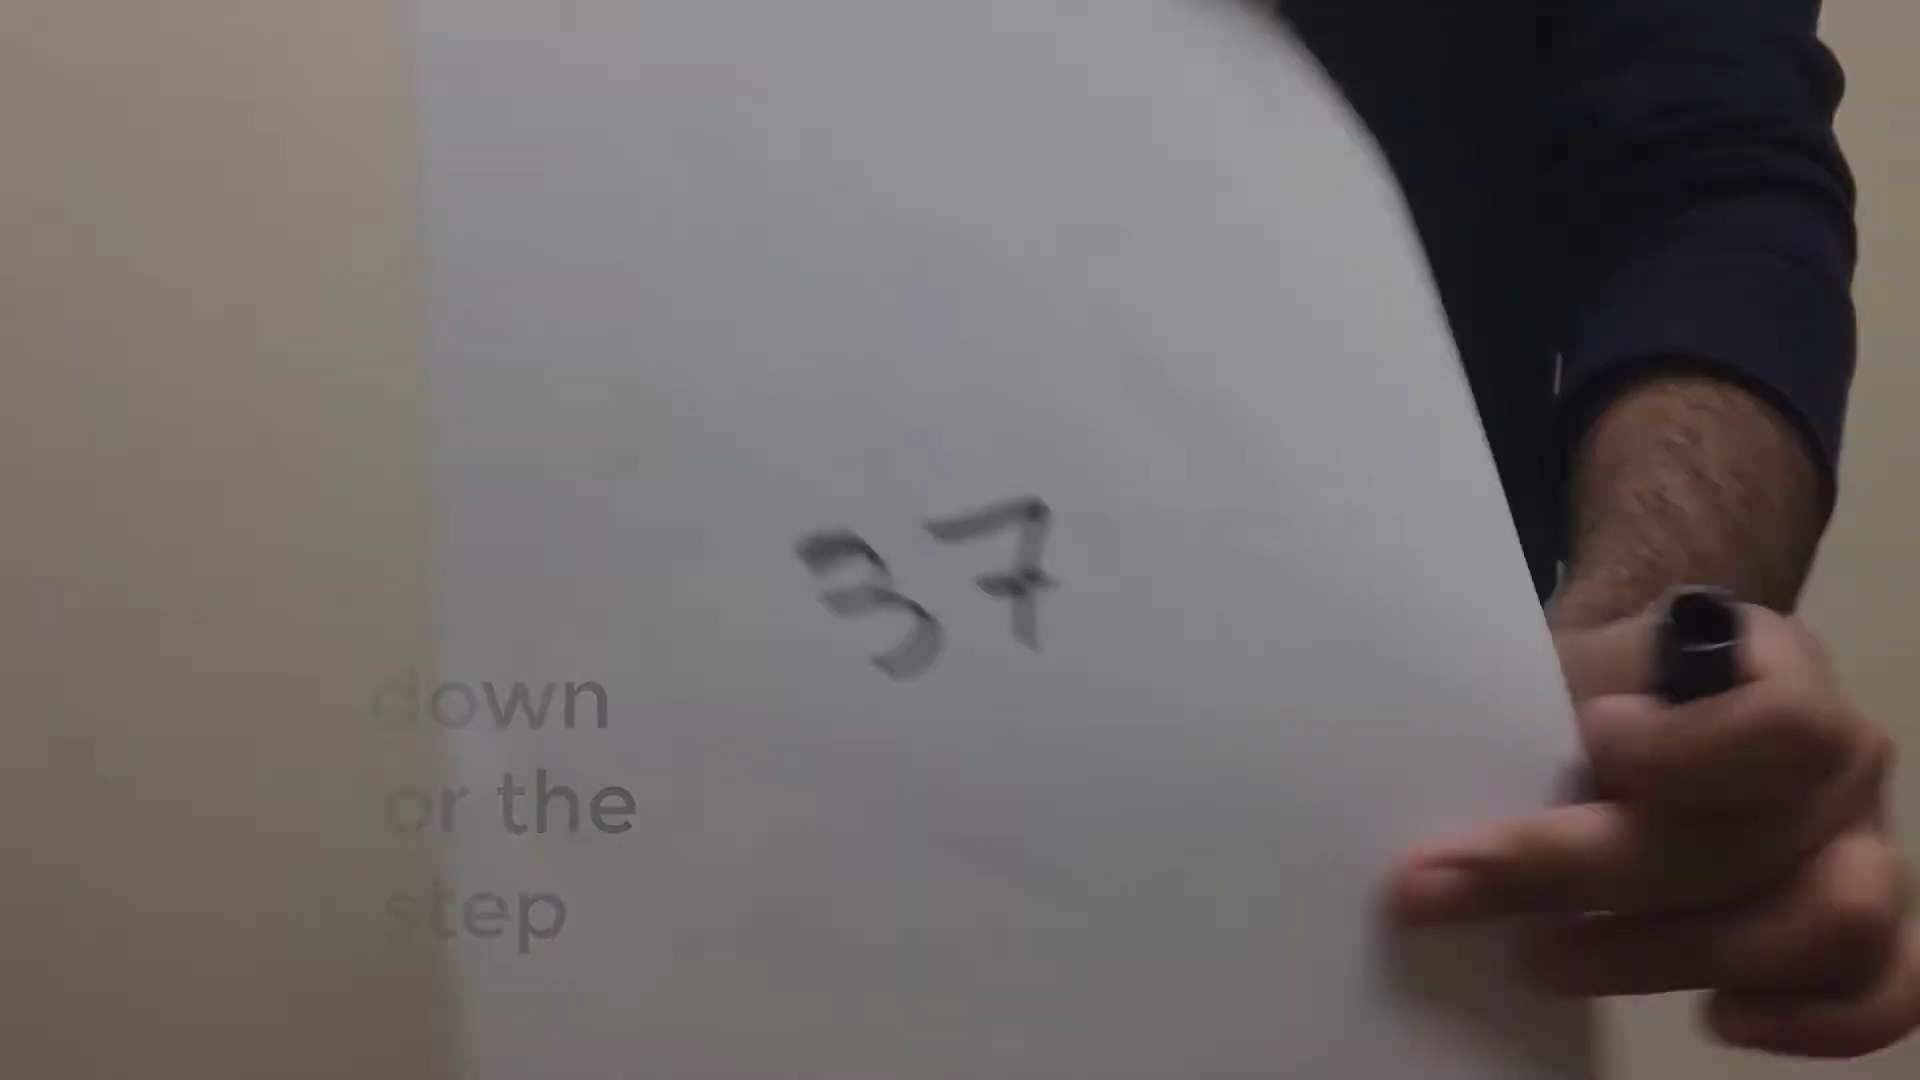 37
down
or the
step